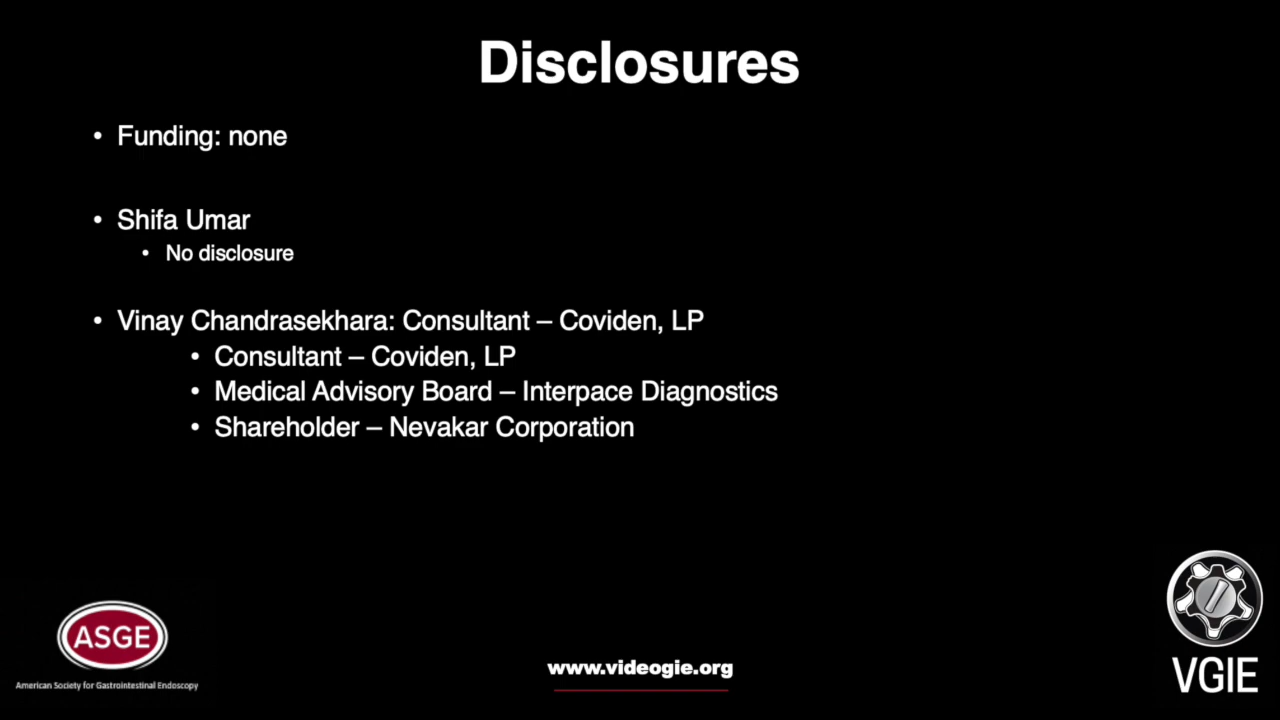 Disclosures
• Funding: none
• Shifa Umar
• No disclosure
• Vinay Chandrasekhara: Consultant – Coviden, LP
• Consultant – Coviden, LP
• Medical Advisory Board – Interpace Diagnostics
• Shareholder – Nevakar Corporation
ASGE
American Society for Gastrointestinal Endoscopy
www.videogie.org
VGIE